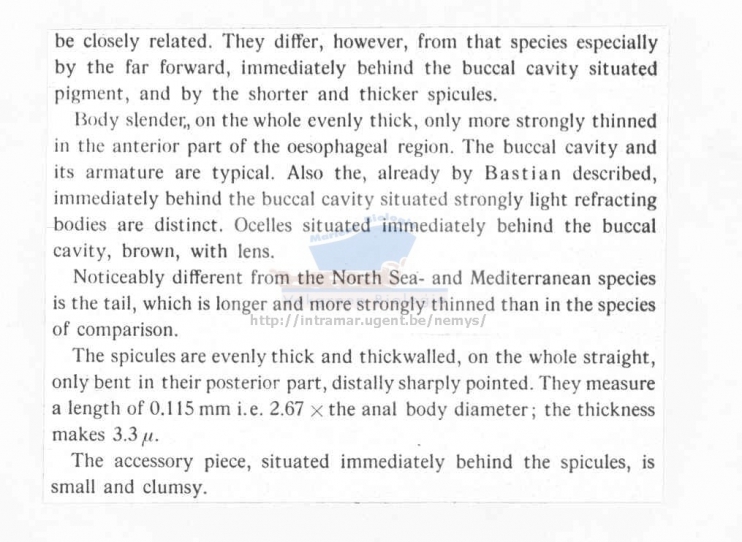 be closely related. They differ, however, from that species especially
by the far forward, immediately behind the buccal cavity situated
pigment, and by the shorter and thicker spicules.
Body slender,, on the whole evenly thick, only more strongly thinned
in the anterior part of the oesophageal region. The buccal cavity and
its armature are typical. Also the, already by Bastian described,
immediately behind the buccal cavity situated strongly light refracting
bodies are distinct. Ocelles situated immediately behind the buccal
cavity, brown, with lens.
Noticeably different from the North Sea- and Mediterranean species
is the tail, which is longer and more strongly thinned than in the species
http://intramar.ugent.be/nemys/
of comparison.
The spicules are evenly thick and thickwalled, on the whole straight,
only bent in their posterior part, distally sharply pointed. They measure
a length of 0.115 mm i.e. 2.67 × the anal body diameter; the thickness
makes 3.3 μ.
The accessory piece, situated immediately behind the spicules, is
small and clumsy.